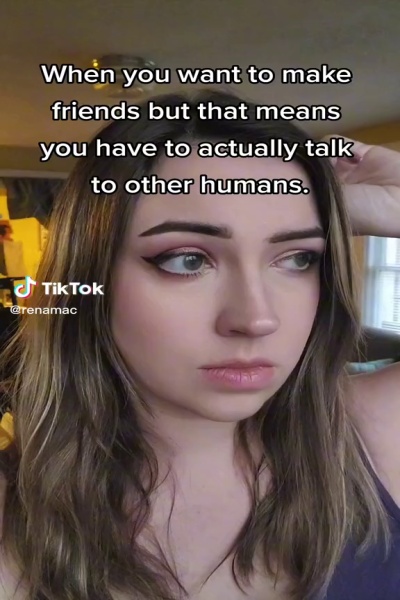 When you want to make
friends but that means
you have to actually talk
to other humans.
TikTok
@renamac